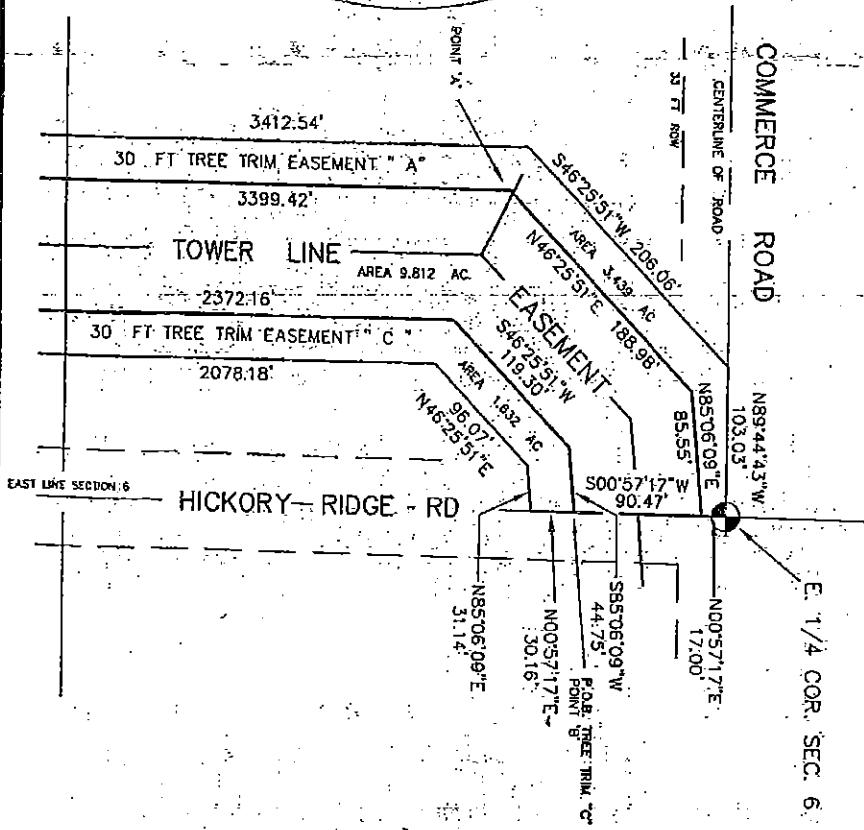 COMMERCE ROAD
CENTERLINE OF ROAD
33 FT ROW
POINT 'A'
3412.54'
30 FT TREE TRIM EASEMENT "A"
3399.42'
S46°25'51"W 206.06'
AREA 3.439 AC
N46°25'51"E 188.98'
TOWER LINE
AREA 9.812 AC.
EASEMENT
2372.16'
30 FT TREE TRIM EASEMENT "C"
2078.18'
S46°25'51"W
119.30'
AREA 1.632 AC
96.07'
N46°25'51"E
N85°06'09"E
85.55'
N89°44'43"W
103.03'
S00°57'17"W
90.47'
EAST LINE SECTION 6
HICKORY-RIDGE-RD
N85°06'09"E
31.14'
N00°57'17"E
30.16'
S85°06'09"W
44.75'
P.O.B. TREE TRIM "C"
POINT 'B'
N00°57'17"E
17.00'
E. 1/4 COR. SEC. 6